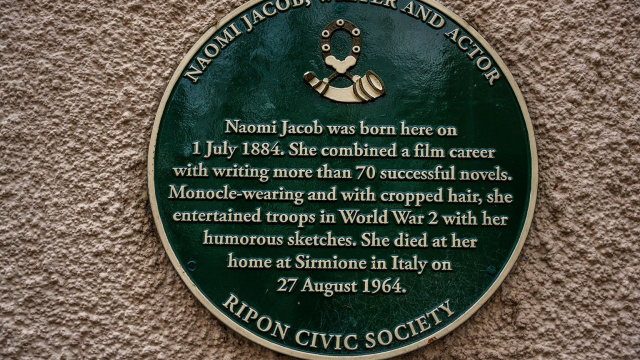 NAOMI JACOB, WRITER AND ACTOR
Naomi Jacob was born here on
1 July 1884. She combined a film career
with writing more than 70 successful novels.
Monocle-wearing and with cropped hair, she
entertained troops in World War 2 with her
humorous sketches. She died at her
home at Sirmione in Italy on
27 August 1964.
RIPON CIVIC SOCIETY